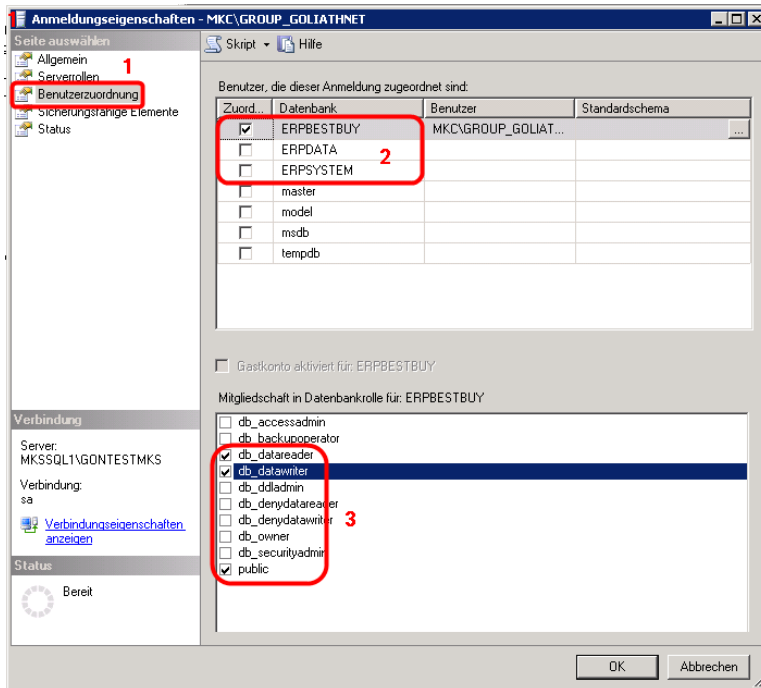 Anmeldungseigenschaften - MKC\GROUP_GOLIATHNET
Seite auswählen
Allgemein
1
Serverrollen
Benutzerzuordnung
Sicherungsfähige Elemente
Status
Skript
Hilfe
Benutzer, die dieser Anmeldung zugeordnet sind:
Zuord... Datenbank Benutzer Standardschema
ERPBESTBUY MKC\GROUP_GOLIAT... ...
ERPDATA
2
ERPSYSTEM
master
model
msdb
tempdb
Gastkonto aktiviert für: ERPBESTBUY
Mitgliedschaft in Datenbankrolle für: ERPBESTBUY
db_accessadmin
db_backupoperator
db_datareader
db_datawriter
db_ddladmin
db_denydatareader
db_denydatawriter
3
db_owner
db_securityadmin
public
Verbindung
Server:
MKSSQL1\GONTESTMKS
Verbindung:
sa
Verbindungseigenschaften
anzeigen
Status
Bereit
OK Abbrechen